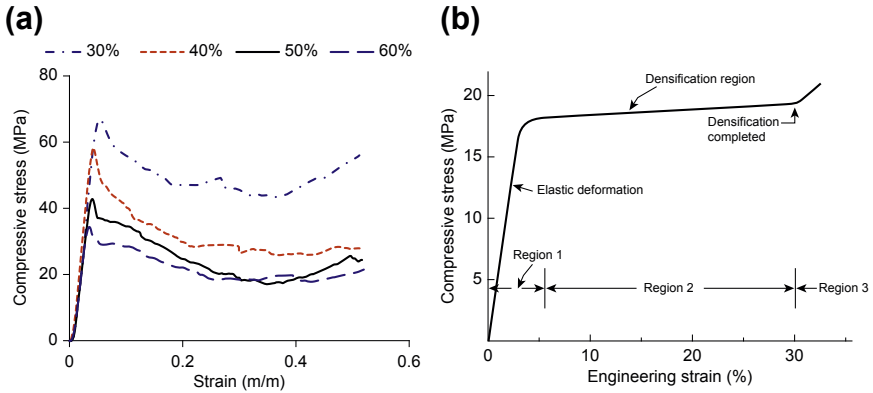 (a)
30% 40% 50% 60%
80
60
40
20
0
Compressive stress (MPa)
0 0.2 0.4 0.6
Strain (m/m)
(b)
20
15
10
5
Compressive stress (MPa)
Densification region
Densification
completed
Elastic deformation
Region 1
Region 2
Region 3
0 10 20 30
Engineering strain (%)